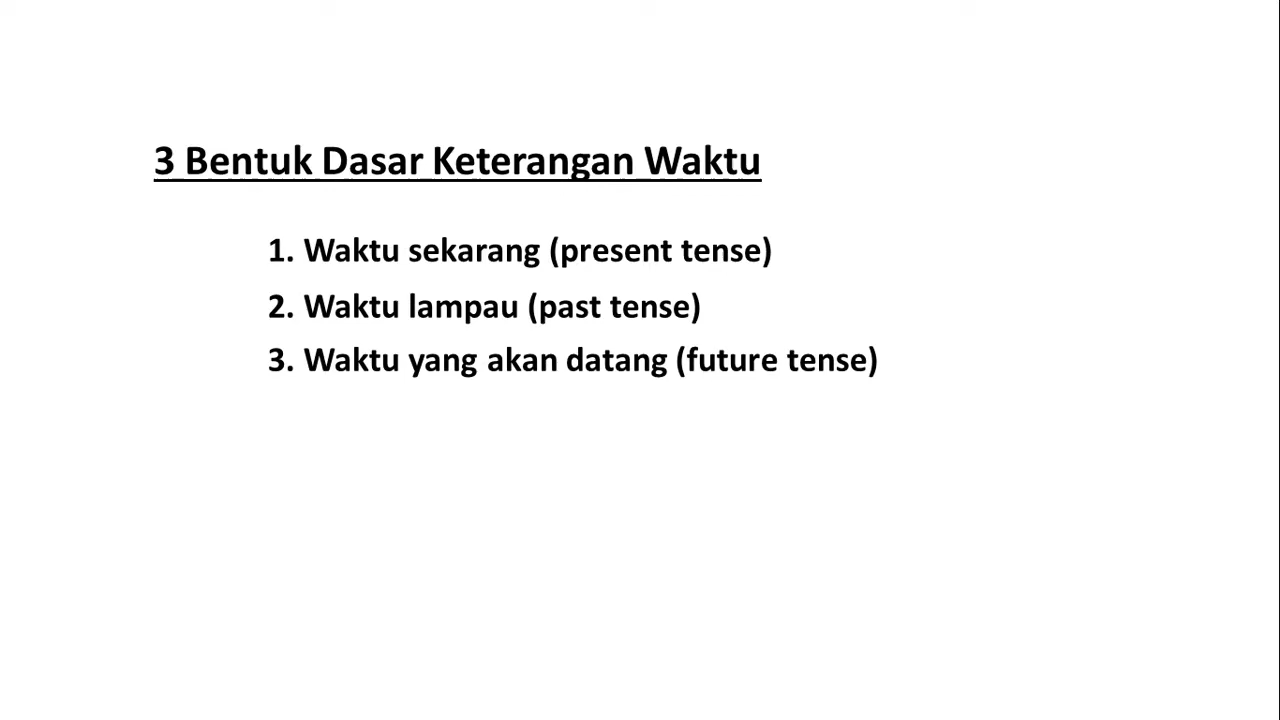 3 Bentuk Dasar Keterangan Waktu
1. Waktu sekarang (present tense)
2. Waktu lampau (past tense)
3. Waktu yang akan datang (future tense)